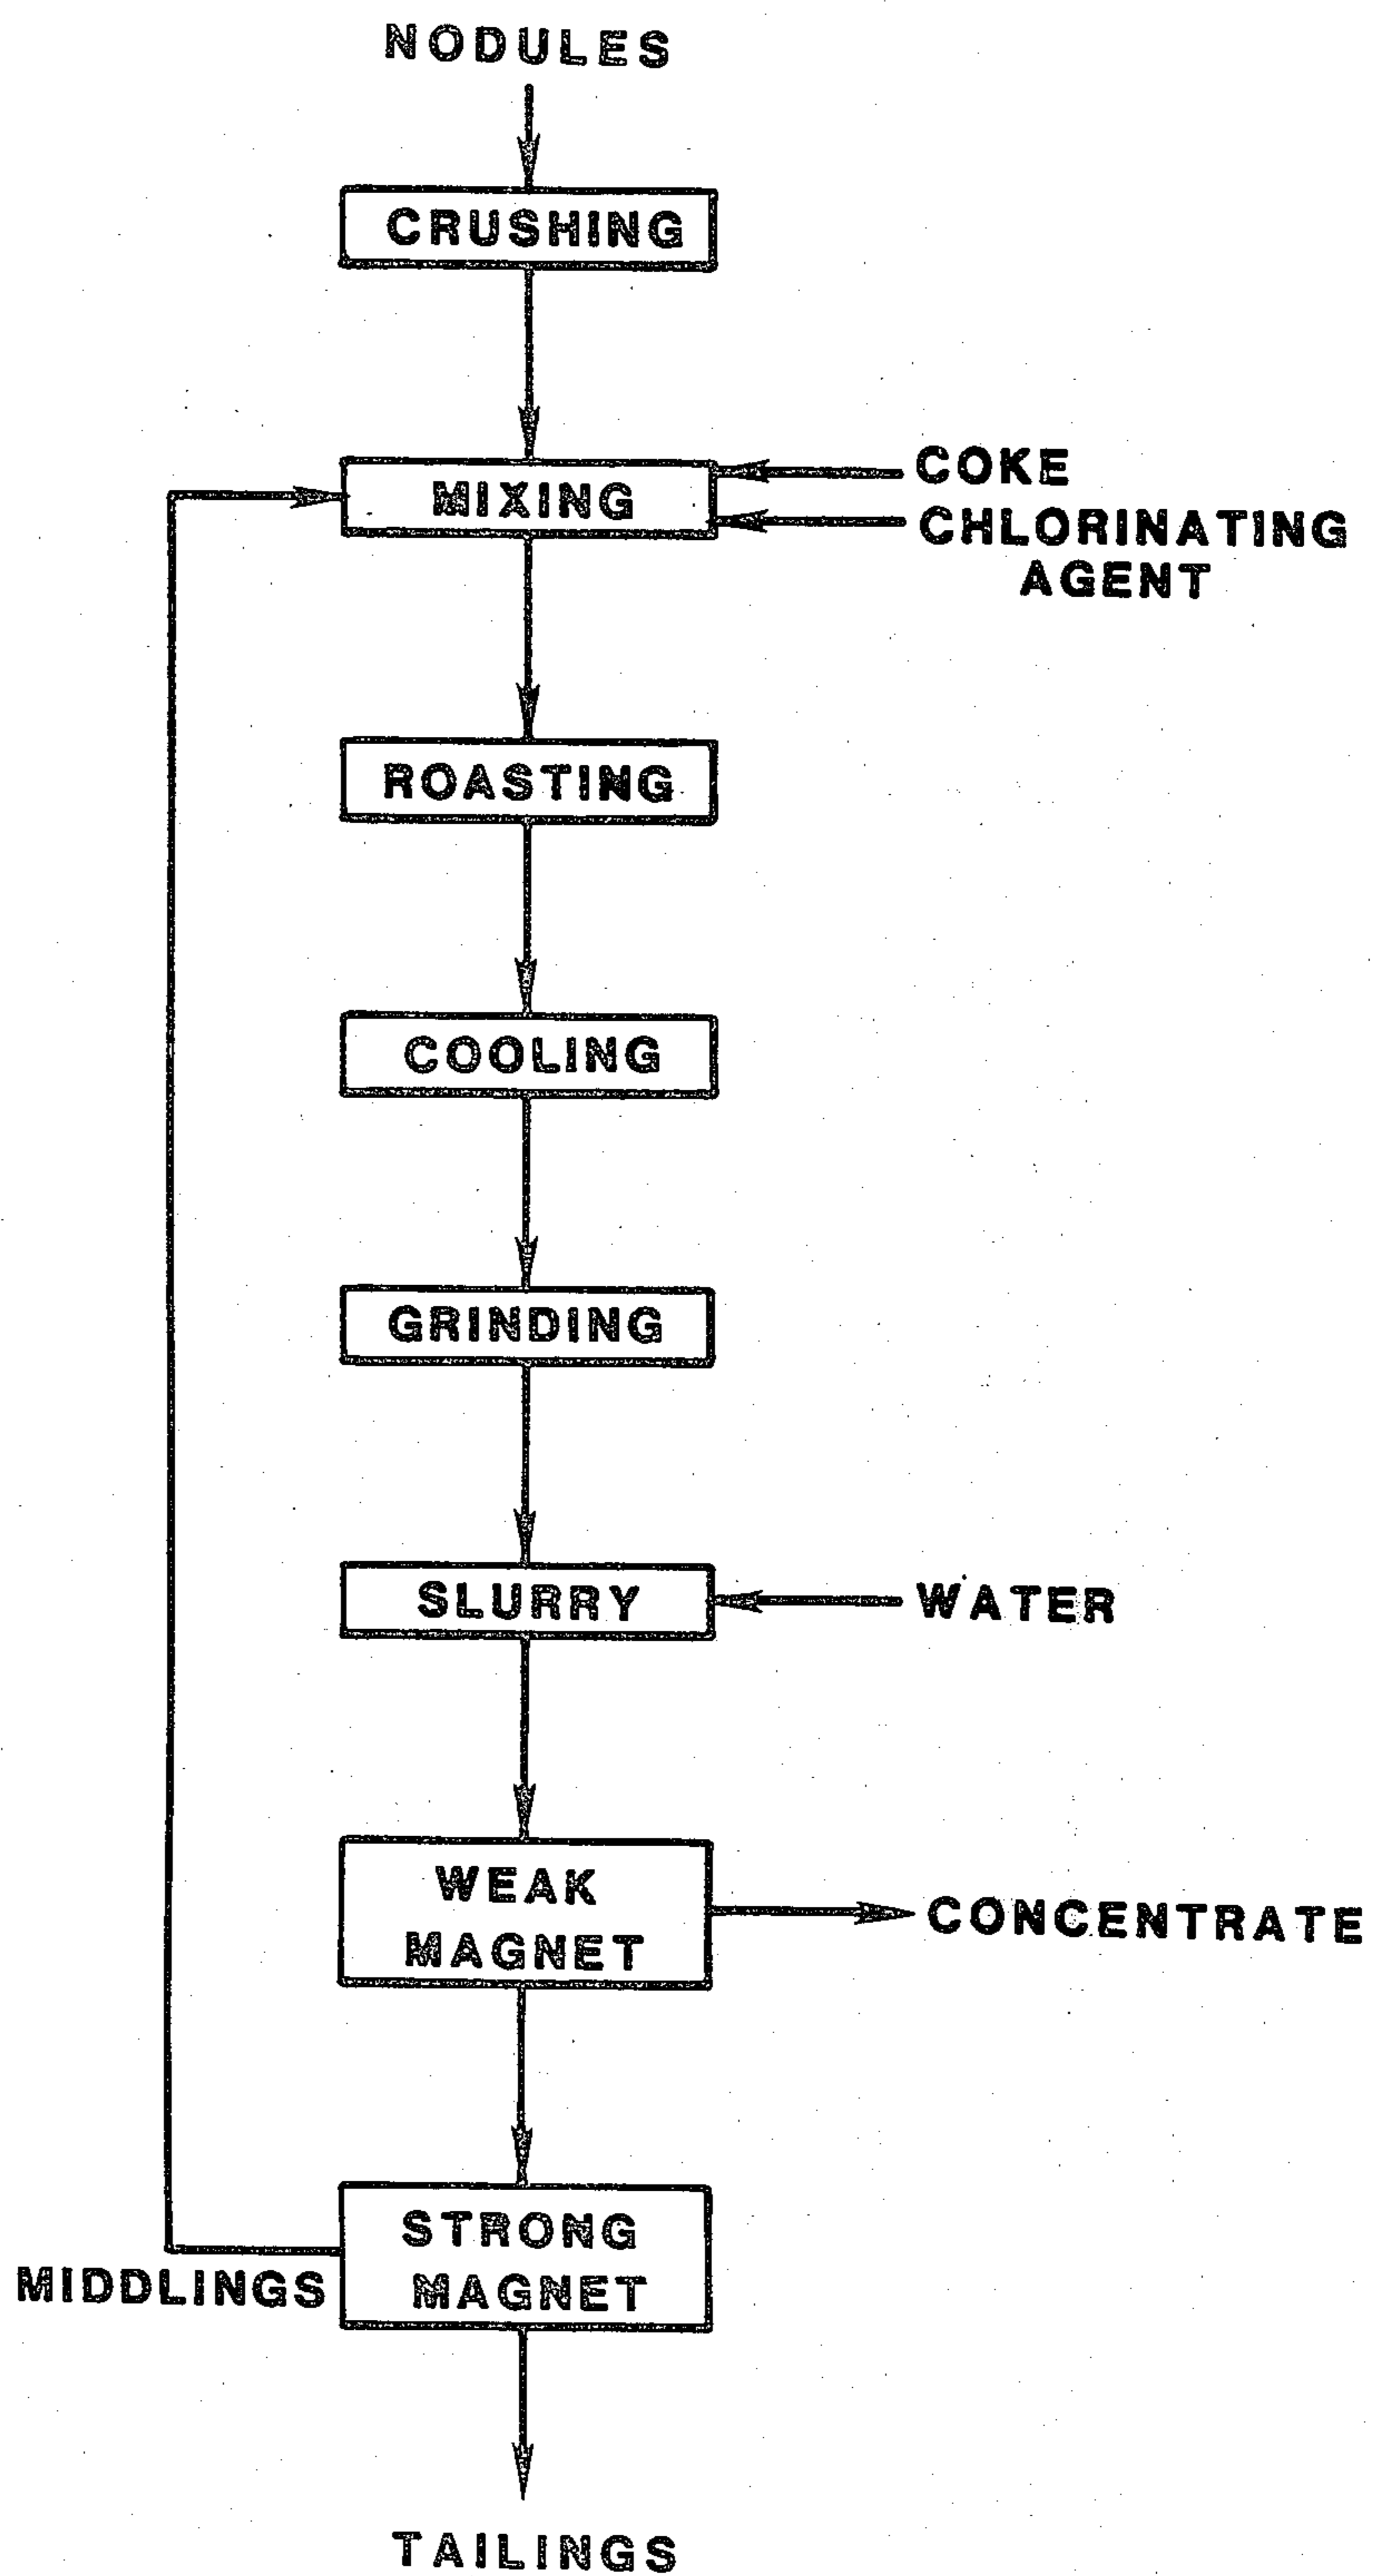 NODULES
CRUSHING
MIXING
COKE
CHLORINATING
AGENT
ROASTING
COOLING
GRINDING
SLURRY
WATER
WEAK
MAGNET
CONCENTRATE
STRONG
MAGNET
MIDDLINGS
TAILINGS